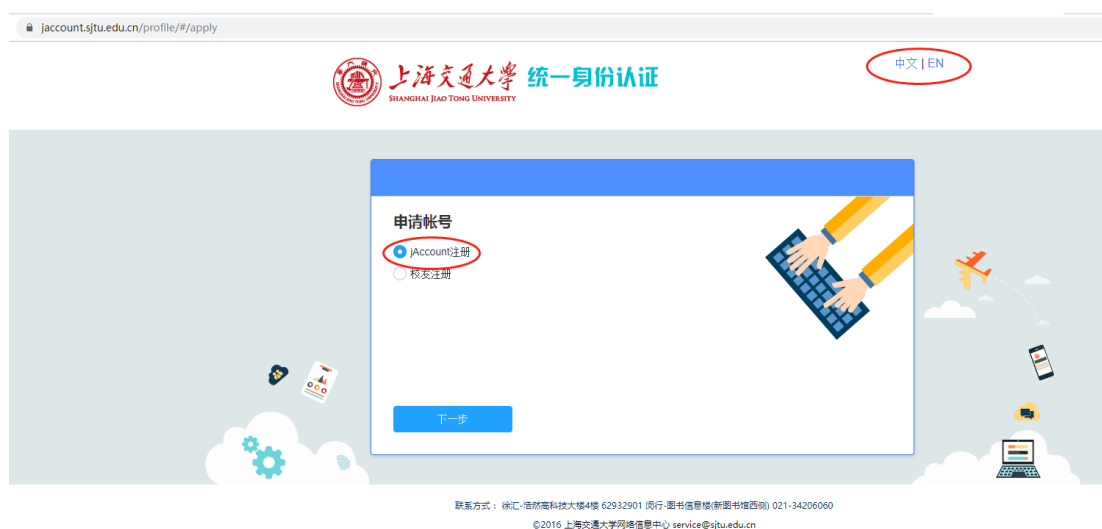 jaccount.sjtu.edu.cn/profile/#/apply
上海交通大学 统一身份认证
SHANGHAI JIAO TONG UNIVERSITY
中文 | EN
申请帐号
jAccount注册
校友注册
下一步
联系方式： 徐汇-浩然高科技大楼4楼 62932901 闵行-图书信息楼(新图书馆西侧) 021-34206060
©2016 上海交通大学网络信息中心 service@sjtu.edu.cn